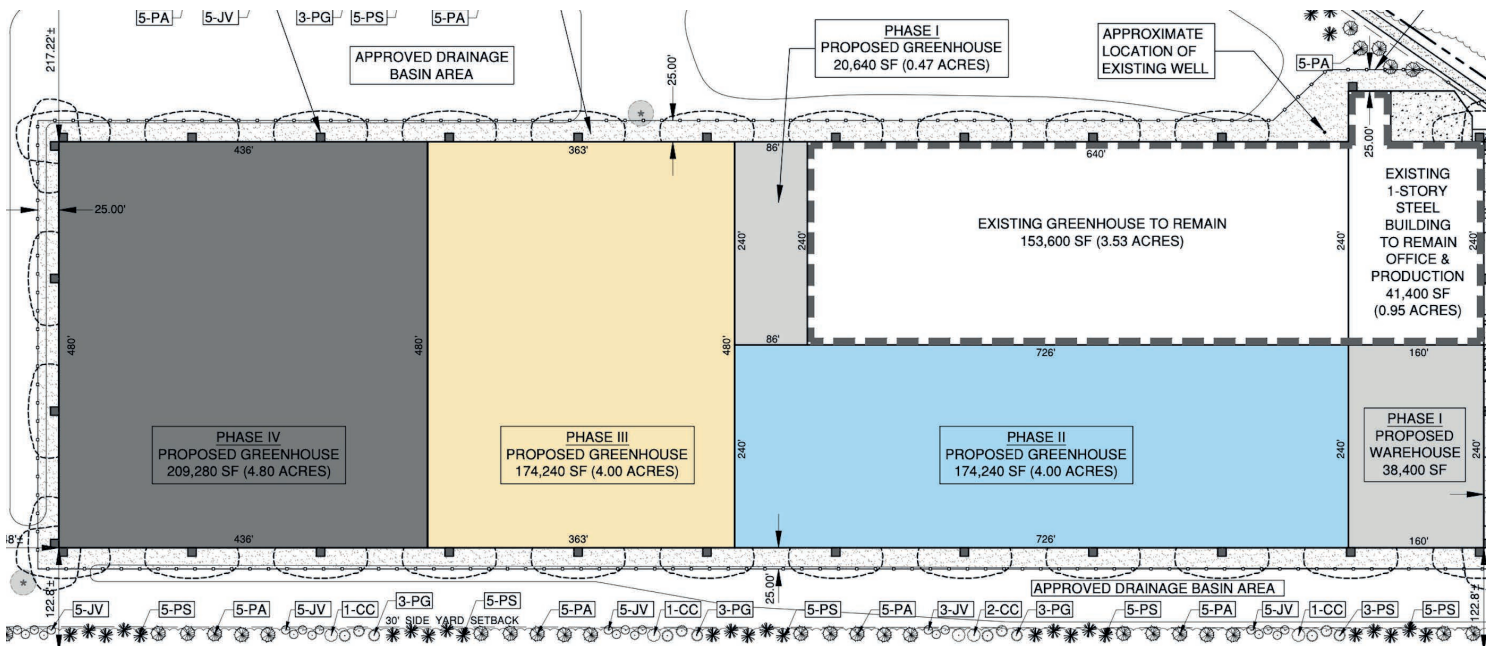 5-PA
5-JV
3-PG
5-PS
5-PA
217.22'±
APPROVED DRAINAGE
BASIN AREA
25.00'
PHASE I
PROPOSED GREENHOUSE
20,640 SF (0.47 ACRES)
APPROXIMATE
LOCATION OF
EXISTING WELL
5-PA
*
436'
363'
86'
640'
25.00'
25.00'
EXISTING
1-STORY
STEEL
BUILDING
TO REMAIN
OFFICE &
PRODUCTION
41,400 SF
(0.95 ACRES)
EXISTING GREENHOUSE TO REMAIN
153,600 SF (3.53 ACRES)
240'
240'
240'
240'
480'
480'
480'
86'
726'
160'
PHASE IV
PROPOSED GREENHOUSE
209,280 SF (4.80 ACRES)
PHASE III
PROPOSED GREENHOUSE
174,240 SF (4.00 ACRES)
240'
PHASE II
PROPOSED GREENHOUSE
174,240 SF (4.00 ACRES)
240'
PHASE I
PROPOSED
WAREHOUSE
38,400 SF
240'
436'
363'
726'
160'
*
122.8'±
25.00'
APPROVED DRAINAGE BASIN AREA
122.8'±
5-JV
5-PS
5-PA
5-JV
1-CC
3-PG
5-PS
5-PA
5-JV
1-CC
3-PG
5-PS
5-PA
3-JV
2-CC
3-PG
5-PS
5-PA
5-JV
1-CC
3-PS
5-PS
30' SIDE YARD SETBACK